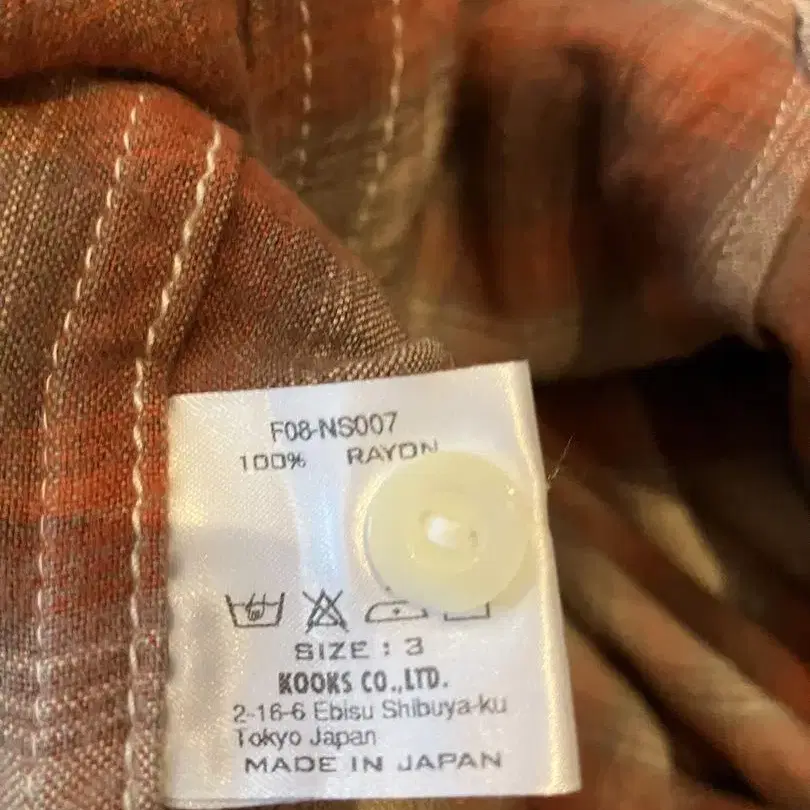 F08-NS007
100% RAYON
SIZE : 3
KOOKS CO.,LTD.
2-16-6 Ebisu Shibuya-ku
Tokyo Japan
MADE IN JAPAN